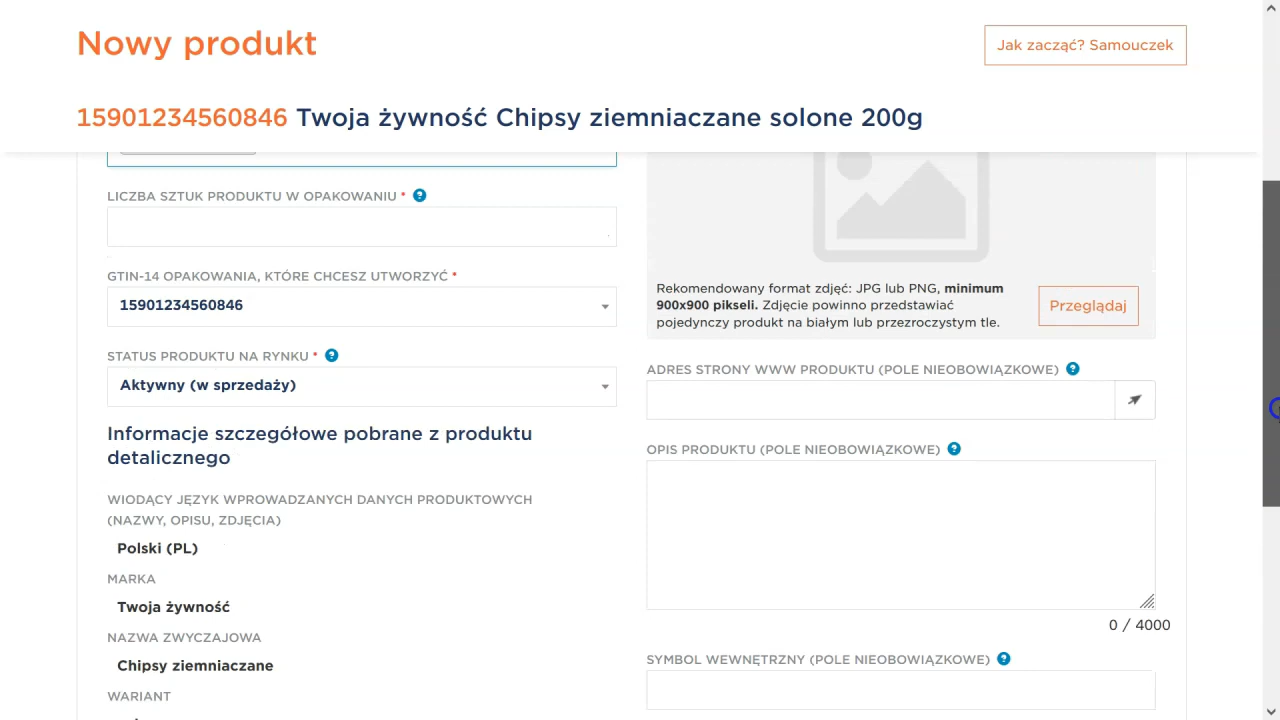 Nowy produkt
Jak zacząć? Samouczek
15901234560846 Twoja żywność Chipsy ziemniaczane solone 200g
LICZBA SZTUK PRODUKTU W OPAKOWANIU * ?
GTIN-14 OPAKOWANIA, KTÓRE CHCESZ UTWORZYĆ *
15901234560846
STATUS PRODUKTU NA RYNKU * ?
Aktywny (w sprzedaży)
Informacje szczegółowe pobrane z produktu
detalicznego
WIODĄCY JĘZYK WPROWADZANYCH DANYCH PRODUKTOWYCH
(NAZWY, OPISU, ZDJĘCIA)
Polski (PL)
MARKA
Twoja żywność
NAZWA ZWYCZAJOWA
Chipsy ziemniaczane
WARIANT
Rekomendowany format zdjęć: JPG lub PNG, minimum
900x900 pikseli. Zdjęcie powinno przedstawiać
pojedynczy produkt na białym lub przezroczystym tle.
Przeglądaj
ADRES STRONY WWW PRODUKTU (POLE NIEOBOWIĄZKOWE) ?
OPIS PRODUKTU (POLE NIEOBOWIĄZKOWE) ?
0 / 4000
SYMBOL WEWNĘTRZNY (POLE NIEOBOWIĄZKOWE) ?